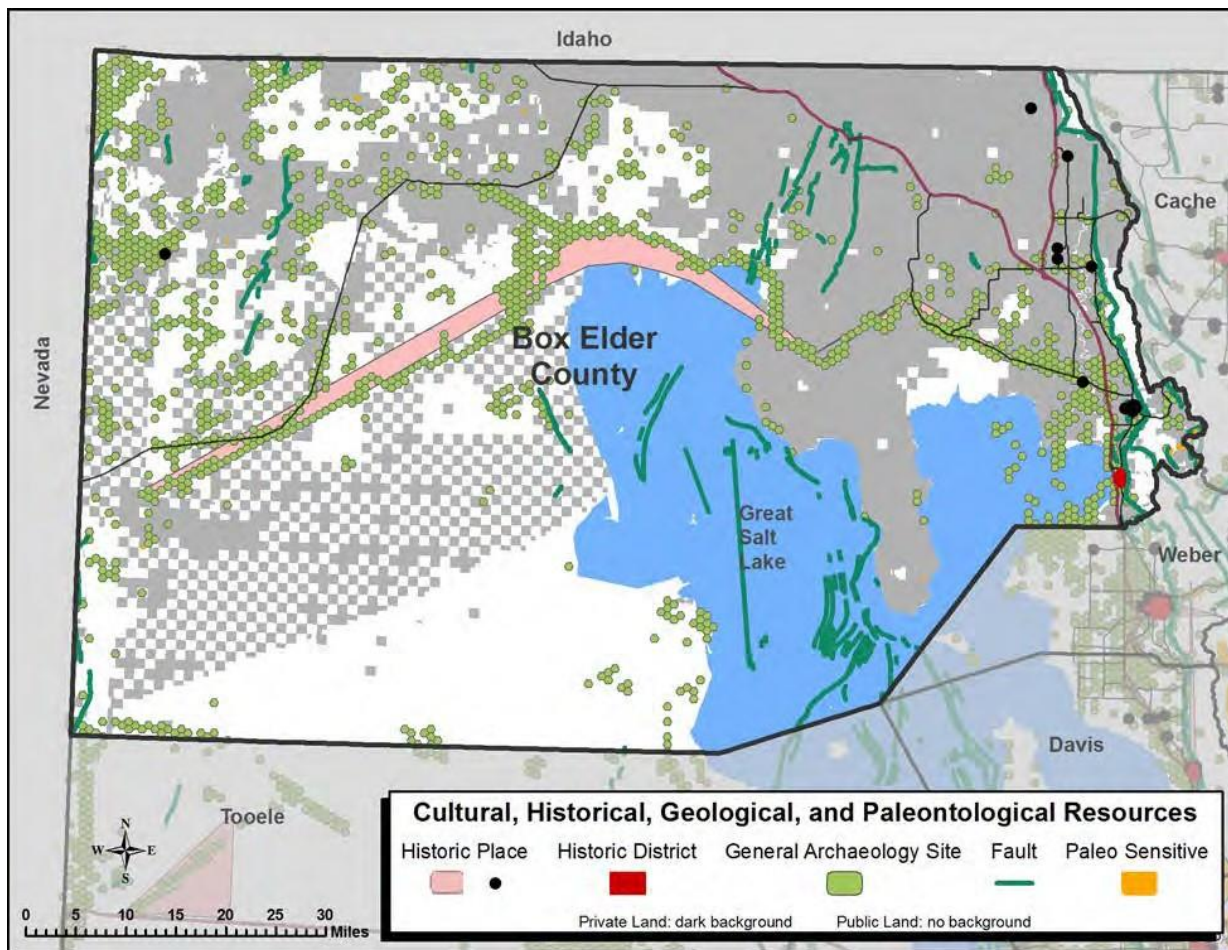 Idaho
Cache
Nevada
Box Elder
County
Great
Salt
Lake
Weber
Davis
Tooele
N
W E
S
0 5 10 15 20 30
Miles
Cultural, Historical, Geological, and Paleontological Resources
Historic Place Historic District General Archaeology Site Fault Paleo Sensitive
Private Land: dark background Public Land: no background